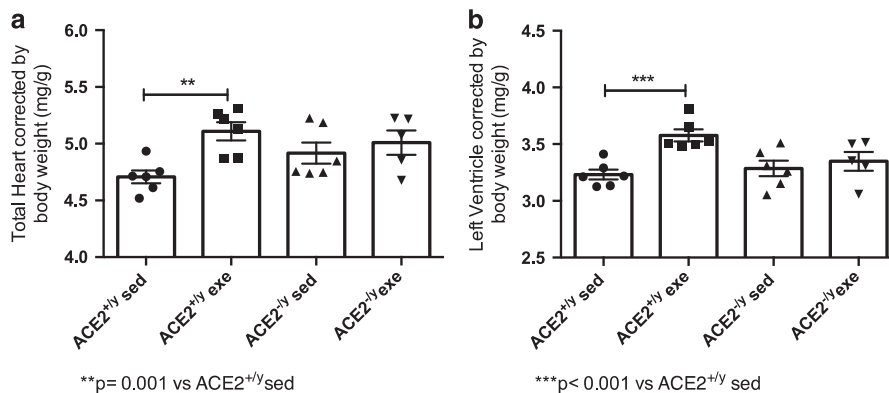 a
Total Heart corrected by
body weight (mg/g)
6.0
5.5
5.0
4.5
4.0
**
ACE2+/y sed
ACE2+/y exe
ACE2-/y sed
ACE2-/y exe
**p= 0.001 vs ACE2+/y sed
b
Left Ventricle corrected by
body weight (mg/g)
4.5
4.0
3.5
3.0
2.5
***
ACE2+/y sed
ACE2+/y exe
ACE2-/y sed
ACE2-/y exe
***p< 0.001 vs ACE2+/y sed